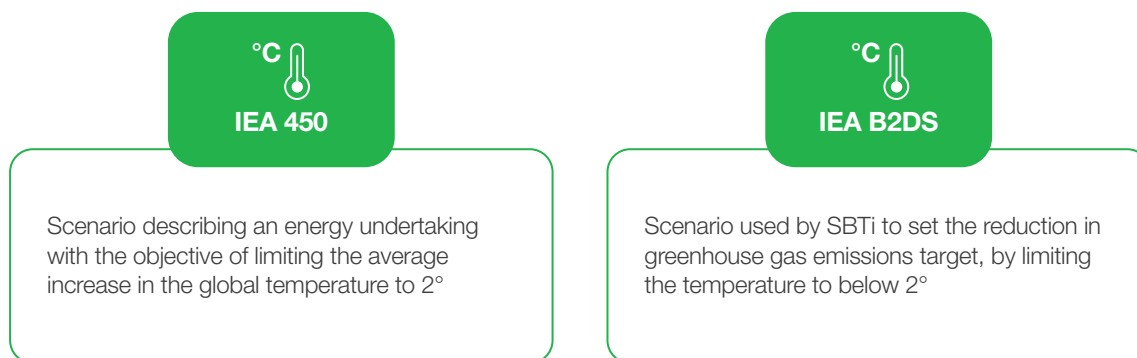 °C
IEA 450
Scenario describing an energy undertaking
with the objective of limiting the average
increase in the global temperature to 2°
°C
IEA B2DS
Scenario used by SBTi to set the reduction in
greenhouse gas emissions target, by limiting
the temperature to below 2°